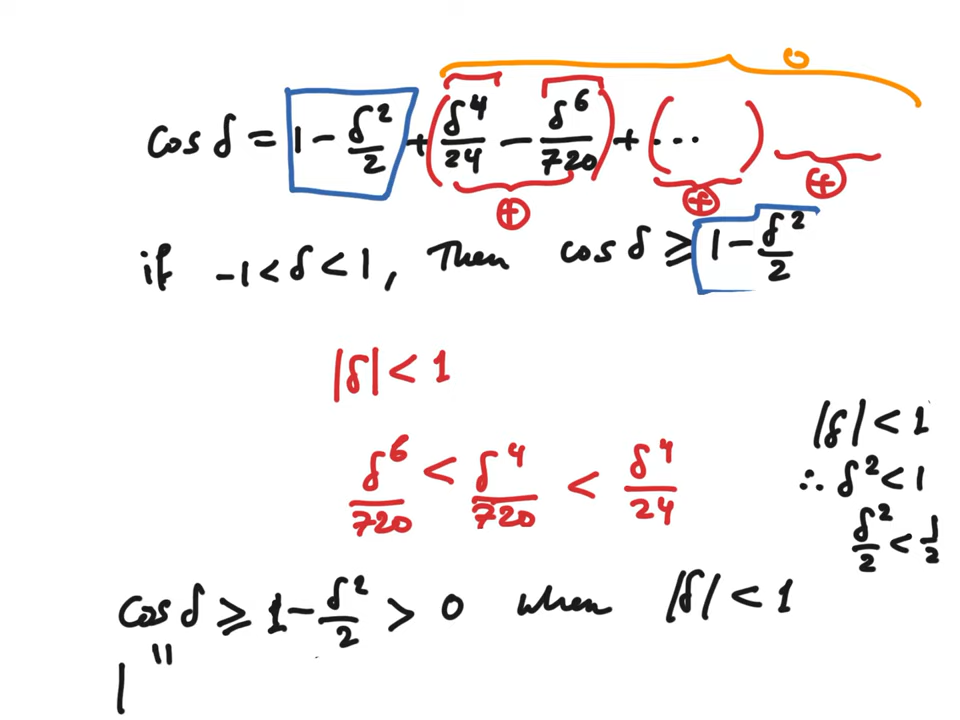 cos δ = 1 − δ²/2 + (δ⁴/24 − δ⁶/720) + (... )
⊕ ⊕ ⊕
if -1 < δ < 1, Then cos δ ⩾ 1 − δ²/2
|δ| < 1
δ⁶/720 < δ⁴/720 < δ⁴/24
|δ| < 1
∴ δ² < 1
δ²/2 < 1/2
cos δ ⩾ 1 − δ²/2 > 0 when |δ| < 1
"
|